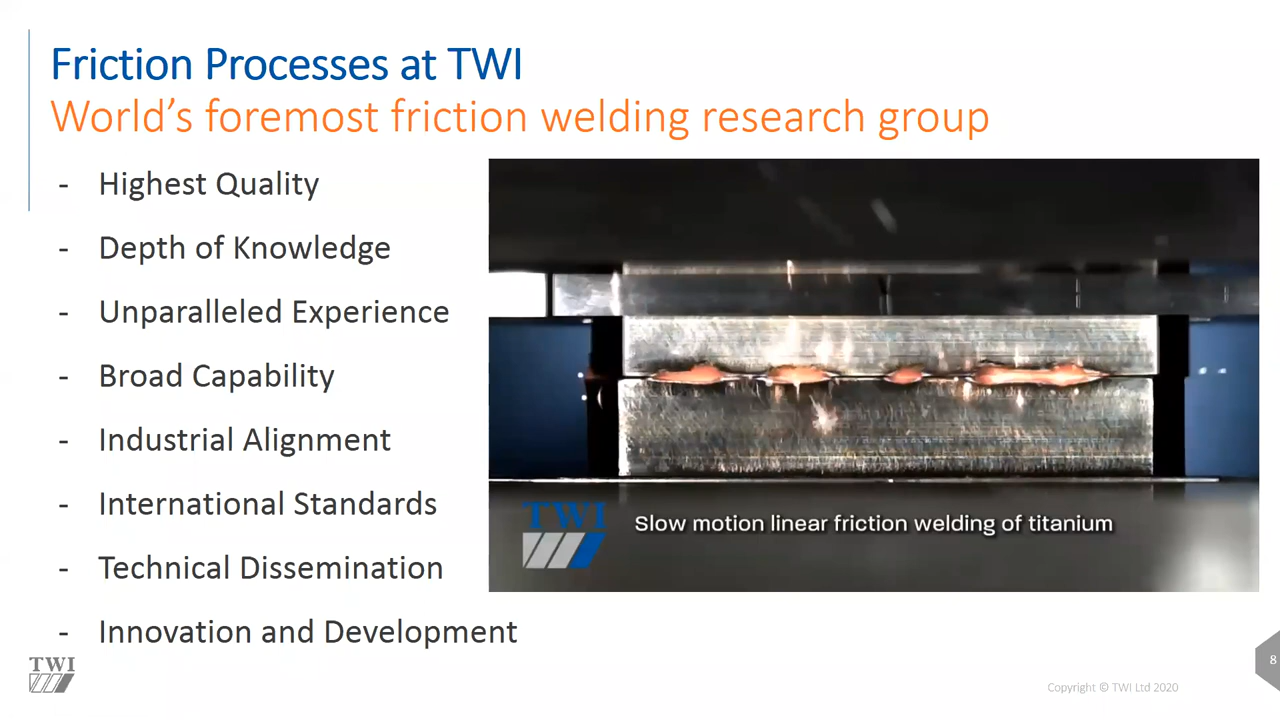 Friction Processes at TWI
World’s foremost friction welding research group
- Highest Quality
- Depth of Knowledge
- Unparalleled Experience
- Broad Capability
- Industrial Alignment
- International Standards
- Technical Dissemination
- Innovation and Development
TWI
Slow motion linear friction welding of titanium
TWI
Copyright © TWI Ltd 2020
8